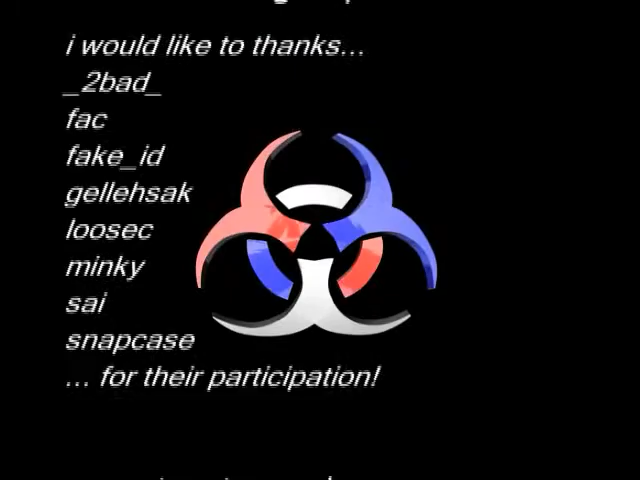 i would like to thanks...
_2bad_
fac
fake_id
gellehsak
loosec
minky
sai
snapcase
... for their participation!